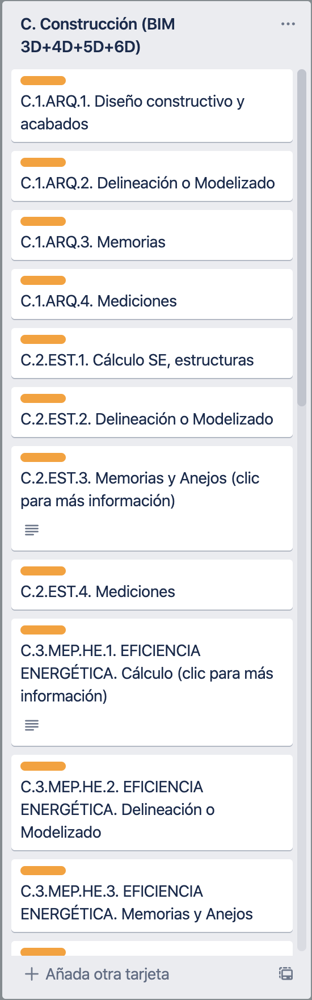 C. Construcción (BIM
3D+4D+5D+6D)
C.1.ARQ.1. Diseño constructivo y
acabados
C.1.ARQ.2. Delineación o Modelizado
C.1.ARQ.3. Memorias
C.1.ARQ.4. Mediciones
C.2.EST.1. Cálculo SE, estructuras
C.2.EST.2. Delineación o Modelizado
C.2.EST.3. Memorias y Anejos (clic
para más información)
C.2.EST.4. Mediciones
C.3.MEP.HE.1. EFICIENCIA
ENERGÉTICA. Cálculo (clic para más
información)
C.3.MEP.HE.2. EFICIENCIA
ENERGÉTICA. Delineación o
Modelizado
C.3.MEP.HE.3. EFICIENCIA
ENERGÉTICA. Memorias y Anejos
Añada otra tarjeta